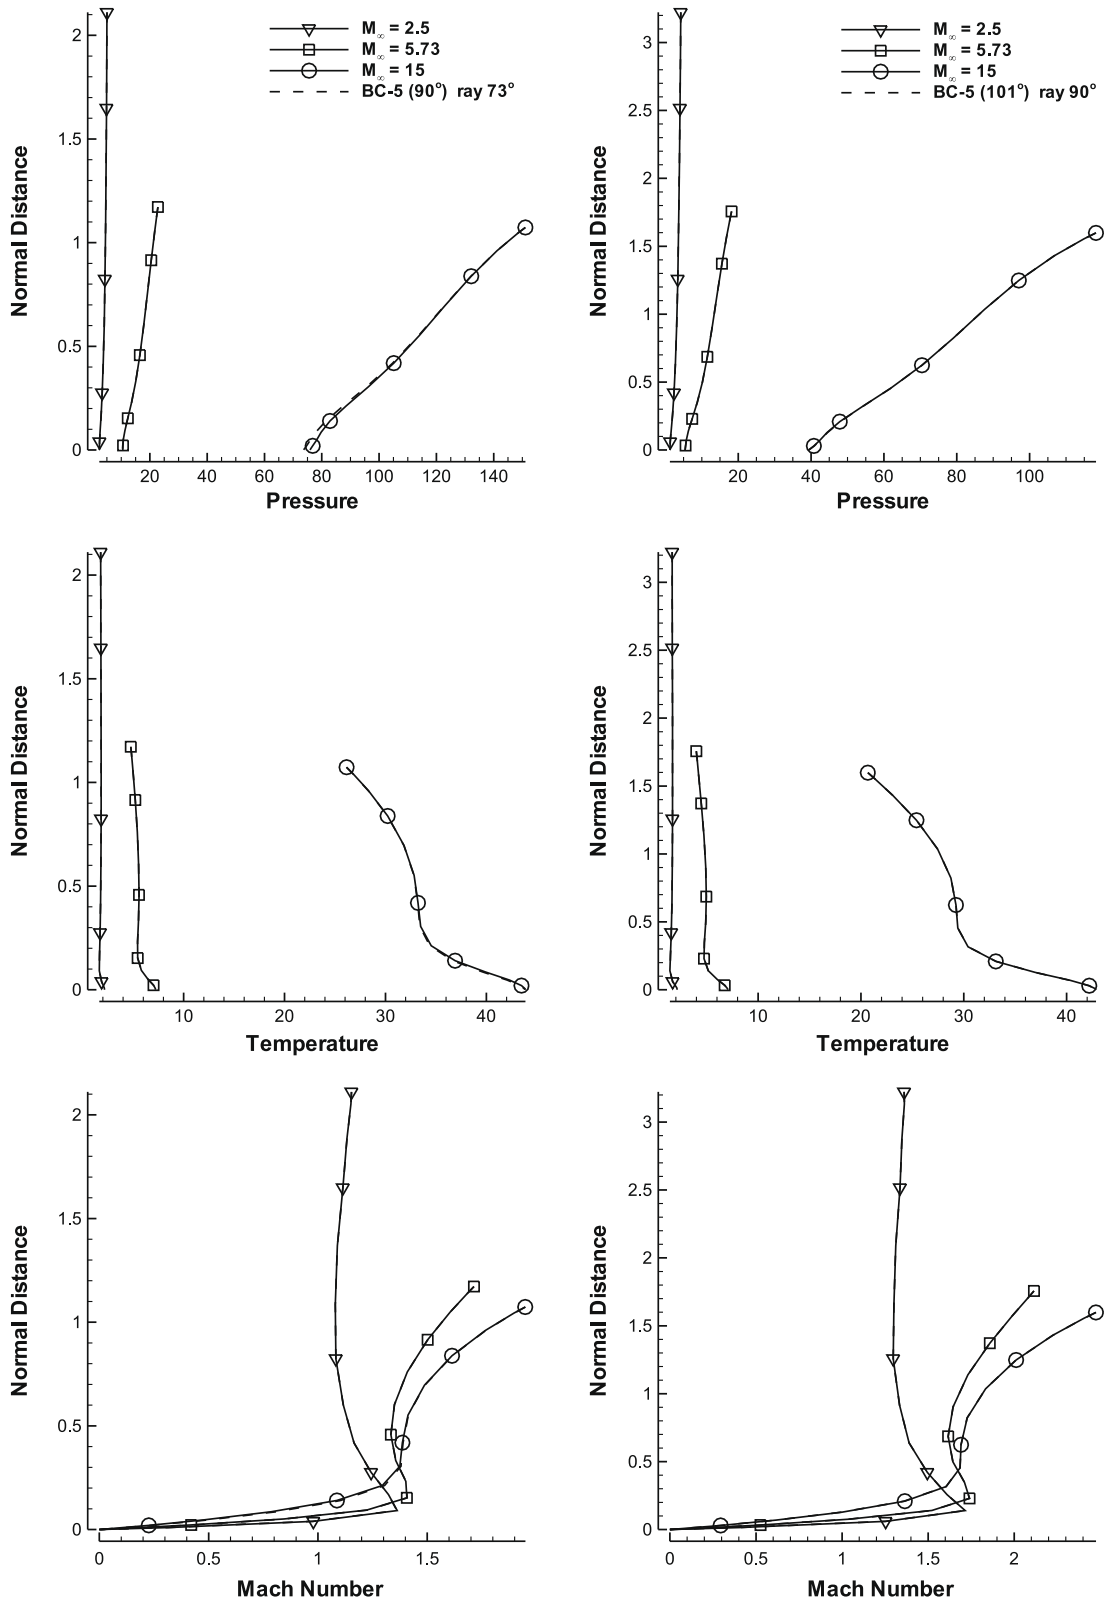 M∞ = 2.5
M∞ = 5.73
M∞ = 15
BC-5 (90°) ray 73°
2
1.5
1
0.5
0
Normal Distance
20 40 60 80 100 120 140
Pressure
M∞ = 2.5
M∞ = 5.73
M∞ = 15
BC-5 (101°) ray 90°
3
2.5
2
1.5
1
0.5
0
Normal Distance
20 40 60 80 100
Pressure
2
1.5
1
0.5
0
Normal Distance
10 20 30 40
Temperature
3
2.5
2
1.5
1
0.5
0
Normal Distance
10 20 30 40
Temperature
2
1.5
1
0.5
0
Normal Distance
0 0.5 1 1.5
Mach Number
3
2.5
2
1.5
1
0.5
0
Normal Distance
0 0.5 1 1.5 2
Mach Number